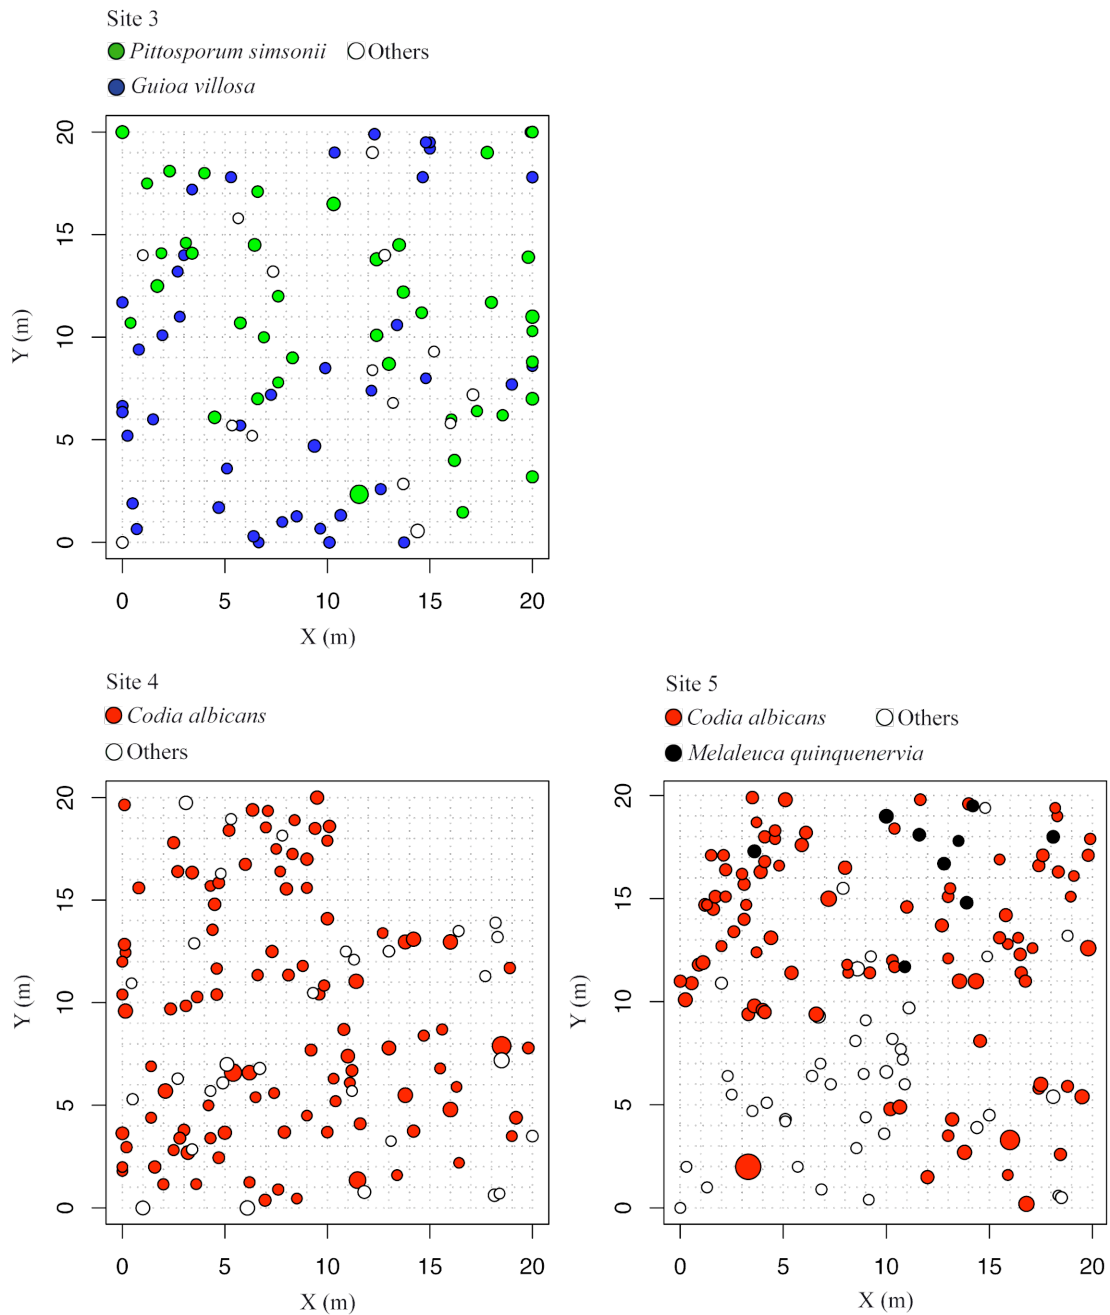 Site 3
Pittosporum simsonii Others
Guioa villosa
20
15
10
5
0
Y (m)
0 5 10 15 20
X (m)
Site 4
Codia albicans
Others
20
15
10
5
0
Y (m)
0 5 10 15 20
X (m)
Site 5
Codia albicans Others
Melaleuca quinquenervia
20
15
10
5
0
Y (m)
0 5 10 15 20
X (m)